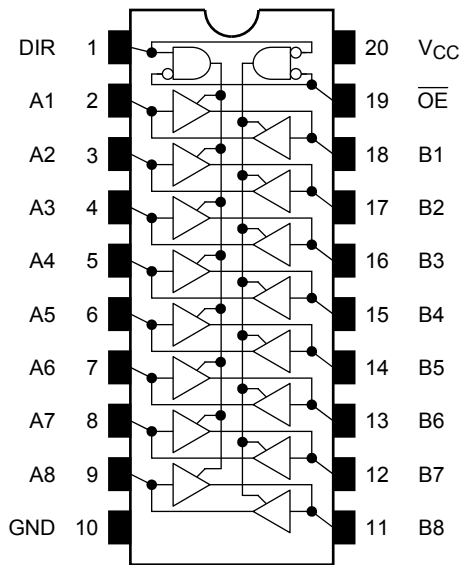 DIR 1 20 VCC
A1 2 19 OE
A2 3 18 B1
A3 4 17 B2
A4 5 16 B3
A5 6 15 B4
A6 7 14 B5
A7 8 13 B6
A8 9 12 B7
GND 10 11 B8